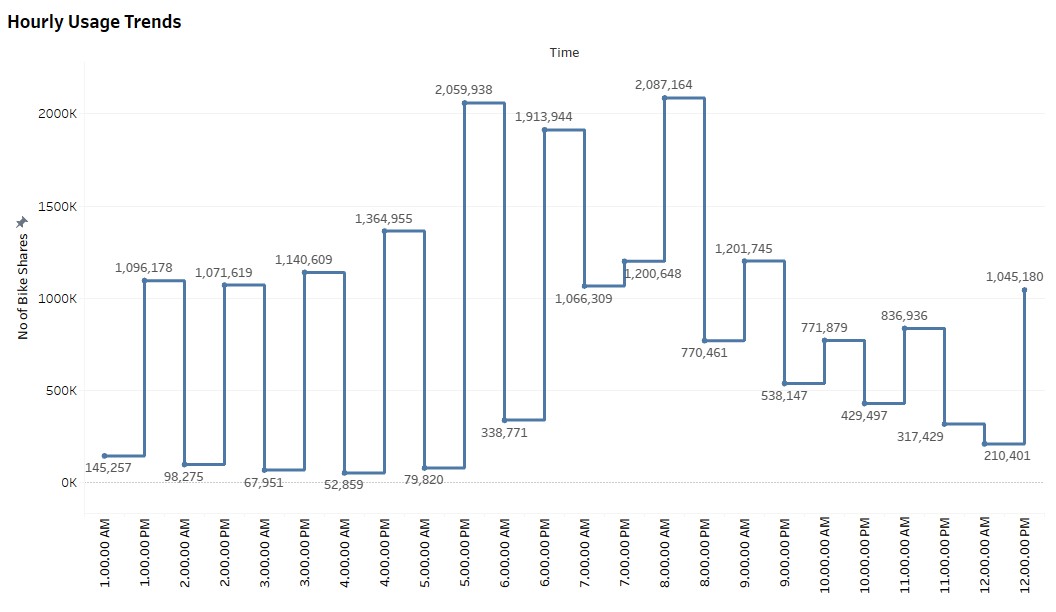 Hourly Usage Trends
Time
2,087,164
2,059,938
2000K
1,913,944
1500K
1,364,955
1,201,745
1,140,609
1,096,178
1,071,619
1,200,648
1,045,180
1000K
1,066,309
836,936
771,879
770,461
538,147
500K
429,497
338,771
317,429
210,401
145,257
98,275
67,951
52,859
79,820
0K
No of Bike Shares
1.00.00 AM
1.00.00 PM
2.00.00 AM
2.00.00 PM
3.00.00 AM
3.00.00 PM
4.00.00 AM
4.00.00 PM
5.00.00 AM
5.00.00 PM
6.00.00 AM
6.00.00 PM
7.00.00 AM
7.00.00 PM
8.00.00 AM
8.00.00 PM
9.00.00 AM
9.00.00 PM
10.00.00 AM
10.00.00 PM
11.00.00 AM
11.00.00 PM
12.00.00 AM
12.00.00 PM